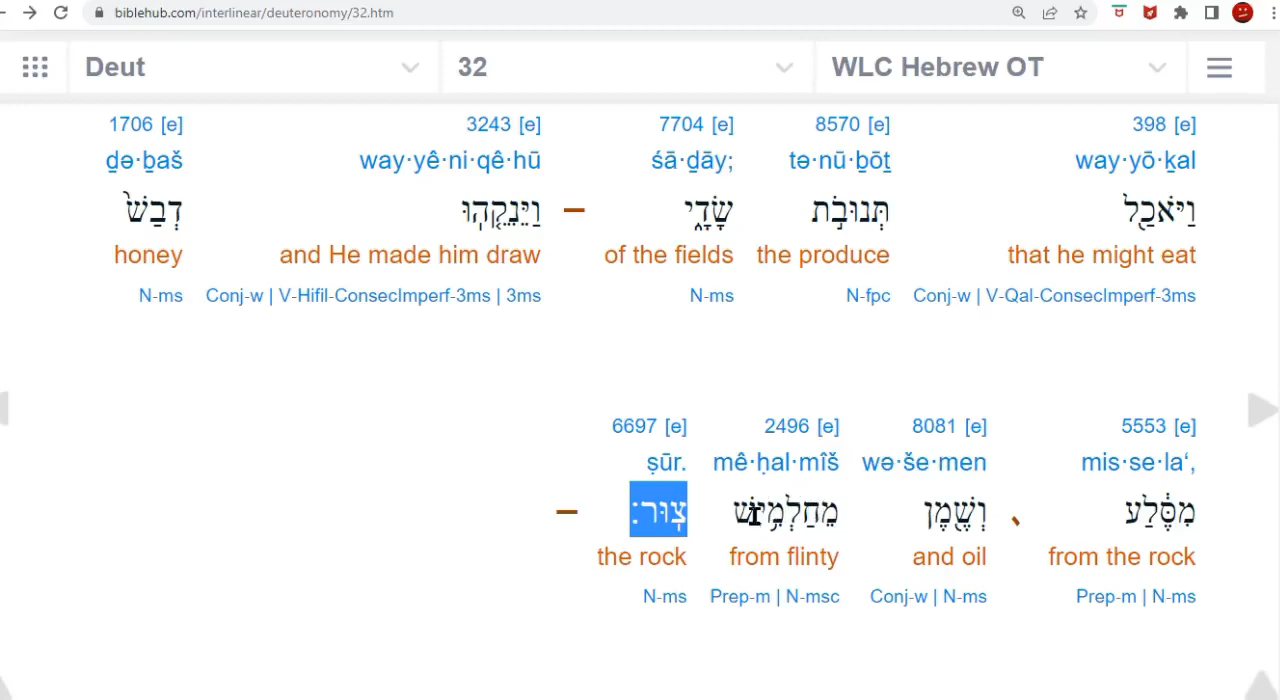 biblehub.com/interlinear/deuteronomy/32.htm
Deut 32 WLC Hebrew OT
1706 [e] 3243 [e] 7704 [e] 8570 [e] 398 [e]
ḏə·ḇaš way·yê·ni·qê·hū śā·ḏāy; tə·nū·ḇōṯ way·yō·ḵal
וַיֹּאכַ֖ל תְּנוּבֹ֣ת שָׂדָ֑י – וַיֵּנִקֵ֤הֽוּ דְבַשׁ֙
honey and He made him draw of the fields the produce that he might eat
N-ms Conj-w | V-Hifil-ConsecImperf-3ms | 3ms N-ms N-fpc Conj-w | V-Qal-ConsecImperf-3ms
6697 [e] 2496 [e] 8081 [e] 5553 [e]
ṣūr. mê·ḥal·mîš wə·še·men mis·se·la‘,
מִסֶּ֔לַע 、 וְשֶׁ֖מֶן מֵחַלְמִ֥ישׁ צֽוּר׃ –
the rock from flinty and oil from the rock
N-ms Prep-m | N-msc Conj-w | N-ms Prep-m | N-ms